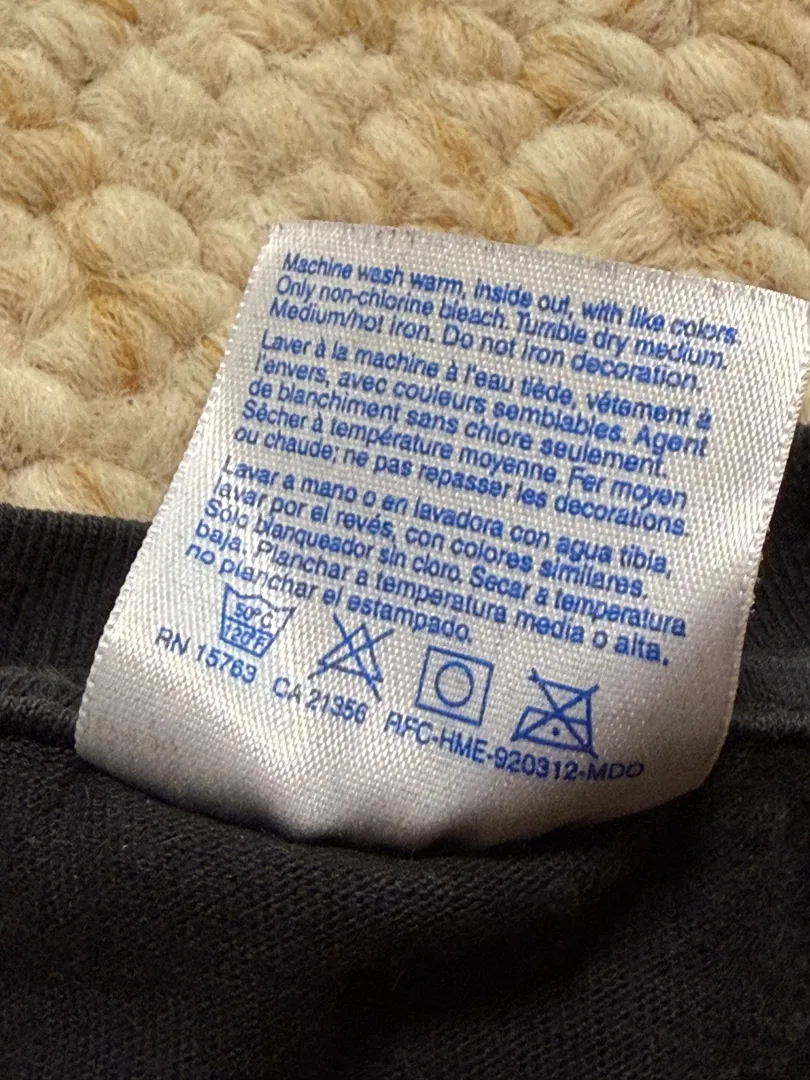 Machine wash warm, inside out, with like colors.
Only non-chlorine bleach. Tumble dry medium.
Medium/hot iron. Do not iron decoration.
Laver à la machine à l'eau tiède, vêtement à
l'envers, avec couleurs semblables. Agent
de blanchiment sans chlore seulement.
Sécher à température moyenne. Fer moyen
ou chaude; ne pas repasser les decorations.
Lavar a mano o en lavadora con agua tibia,
lavar por el revés, con colores similares.
Sólo blanqueador sin cloro. Secar a temperatura
baja. Planchar a temperatura media o alta,
no planchar el estampado.
50°C
120°F
RN 15763 CA 21356 RFC-HME-920312-MDO